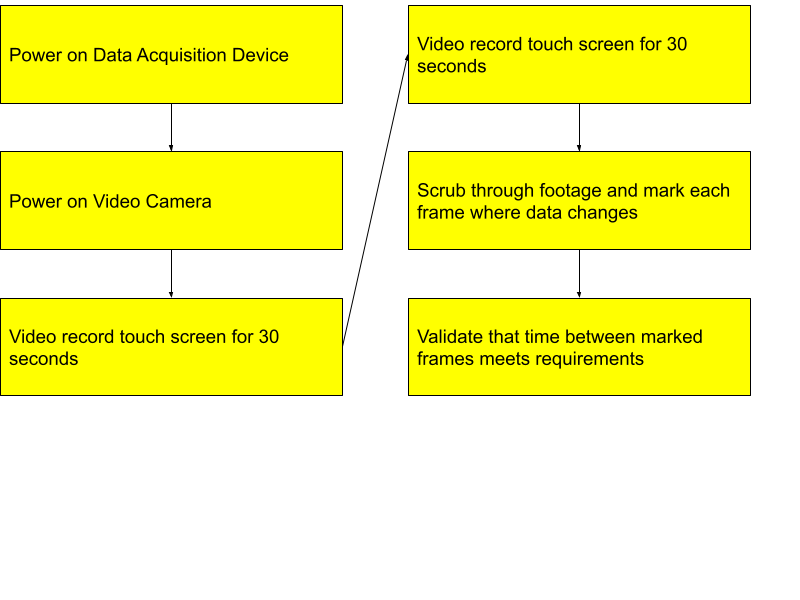 Power on Data Acquisition Device
Power on Video Camera
Video record touch screen for 30
seconds
Video record touch screen for 30
seconds
Scrub through footage and mark each
frame where data changes
Validate that time between marked
frames meets requirements